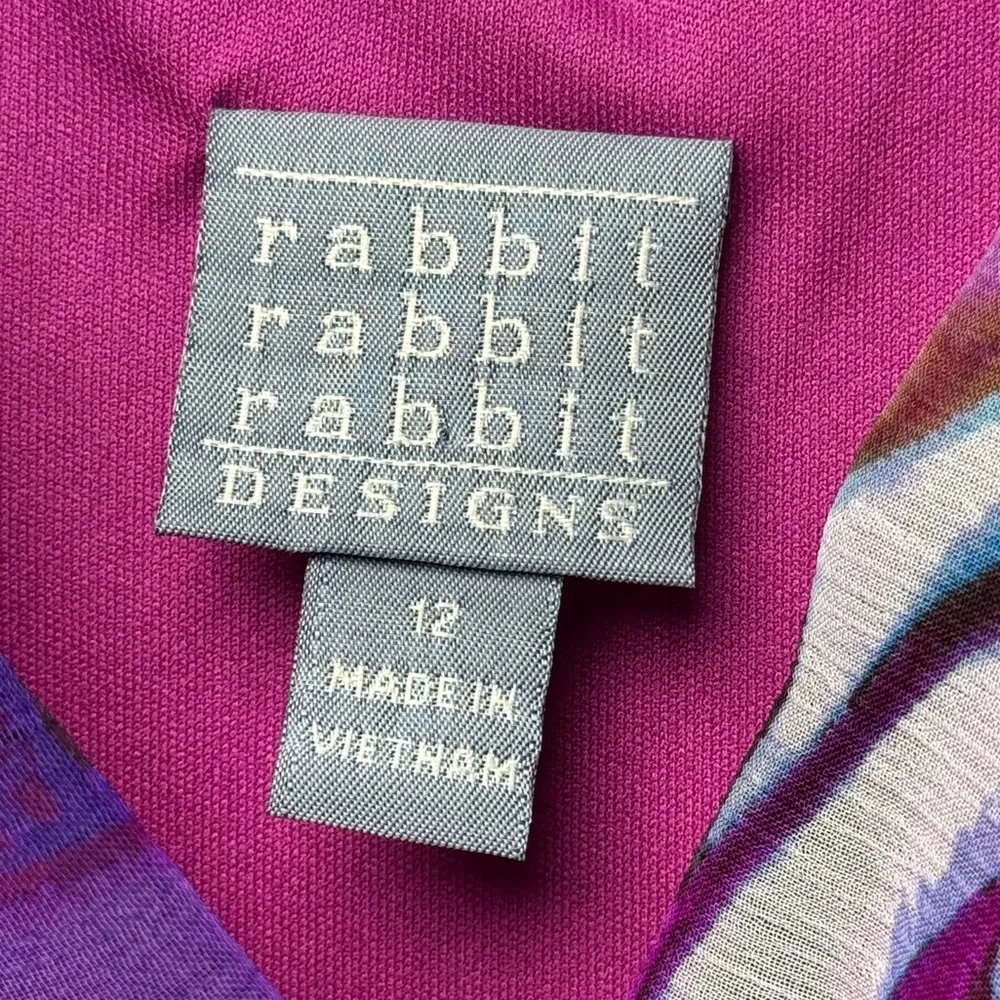 rabbit
rabbit
rabbit
DESIGNS
12
MADE IN
VIETNAM